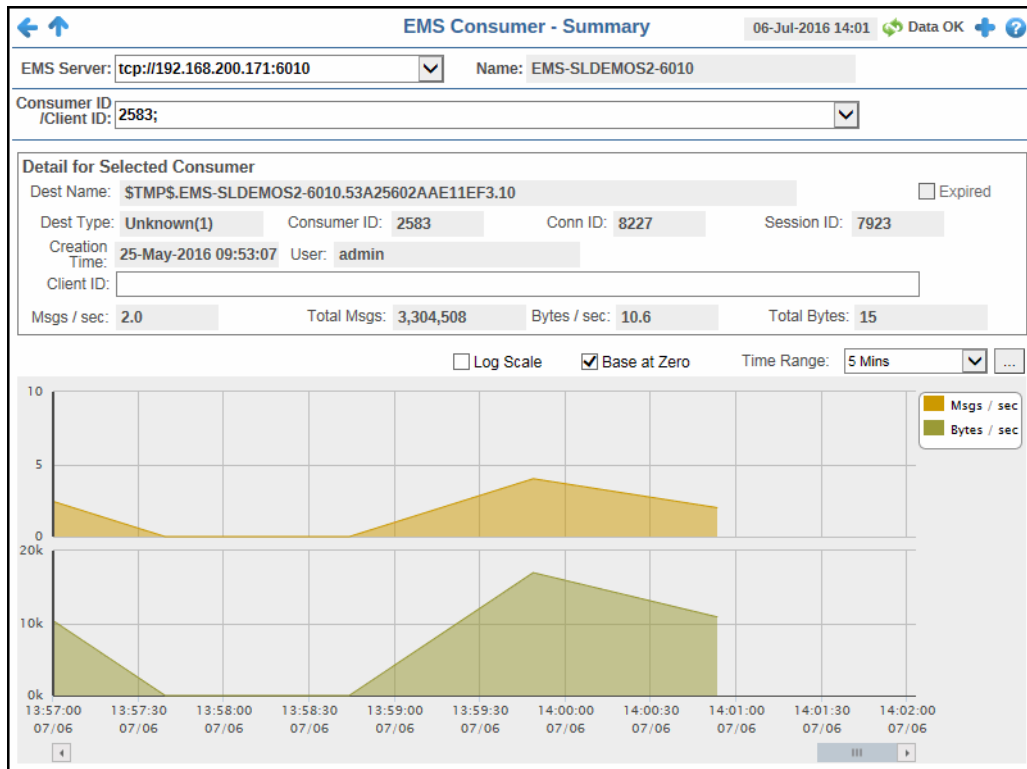 EMS Consumer - Summary
06-Jul-2016 14:01
Data OK
EMS Server: tcp://192.168.200.171:6010
Name: EMS-SLDEMOS2-6010
Consumer ID
/Client ID: 2583;
Detail for Selected Consumer
Dest Name: $TMP$.EMS-SLDEMOS2-6010.53A25602AAE11EF3.10
Expired
Dest Type: Unknown(1) Consumer ID: 2583 Conn ID: 8227 Session ID: 7923
Creation
Time: 25-May-2016 09:53:07 User: admin
Client ID:
Msgs / sec: 2.0 Total Msgs: 3,304,508 Bytes / sec: 10.6 Total Bytes: 15
Log Scale Base at Zero Time Range: 5 Mins ...
10
5
0
Msgs / sec
Bytes / sec
20k
10k
0k
13:57:00 13:57:30 13:58:00 13:58:30 13:59:00 13:59:30 14:00:00 14:00:30 14:01:00 14:01:30 14:02:00
07/06 07/06 07/06 07/06 07/06 07/06 07/06 07/06 07/06 07/06 07/06